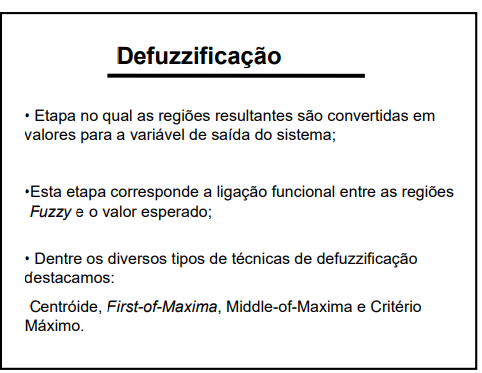 Defuzzificação
• Etapa no qual as regiões resultantes são convertidas em
valores para a variável de saída do sistema;
•Esta etapa corresponde a ligação funcional entre as regiões
Fuzzy e o valor esperado;
• Dentre os diversos tipos de técnicas de defuzzificação
destacamos:
Centróide, First-of-Maxima, Middle-of-Maxima e Critério
Máximo.